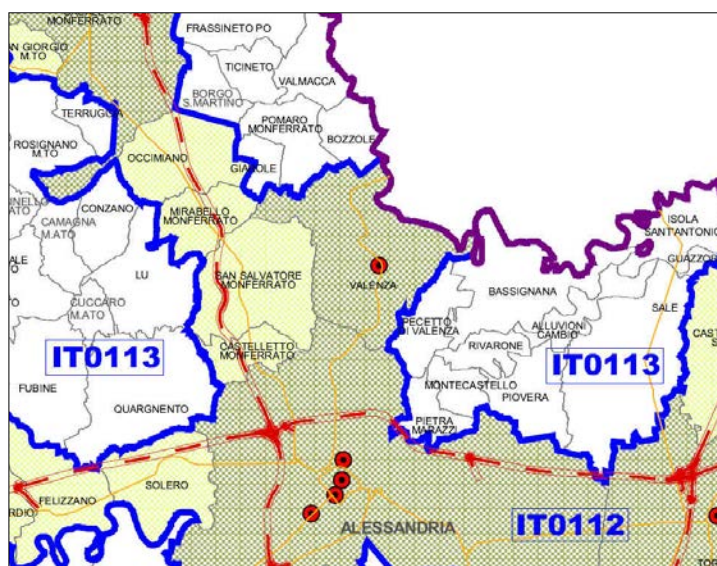 MONFERRATO
FRASSINETO PO
GIORGIO
M.TO
TICINETO
VALMACCA
BORGO
S.MARTINO
TERRUGGIA
POMARO
MONFERRATO
BOZZOLE
ROSIGNANO
M.TO
OCCIMIANO
GIAROLE
CONZANO
MIRABELLO
MONFERRATO
CAMAGNA
M.TO
ISOLA
SANT'ANTONIO
GUAZZORA
LU
SAN SALVATORE
MONFERRATO
VALENZA
BASSIGNANA
SALE
CUCCARO
M.TO
PECETTO
DI VALENZA
ALLUVIONI
CAMBIO
RIVARONE
CASTELLETTO
MONFERRATO
IT0113
IT0113
FUBINE
MONTECASTELLO
PIOVERA
QUARGNENTO
PIETRA
MARAZZI
SOLERO
FELIZZANO
ALESSANDRIA
IT0112